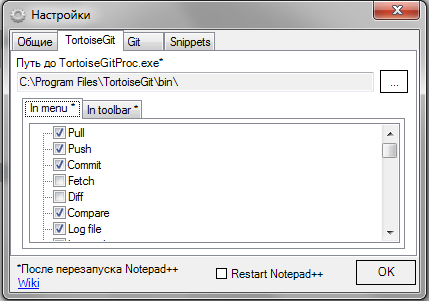 Настройки
Общие TortoiseGit Git Snippets
Путь до TortoiseGitProc.exe*
C:\Program Files\TortoiseGit\bin\ ...
In menu * In toolbar *
Pull
Push
Commit
Fetch
Diff
Compare
Log file
*После перезапуска Notepad++ Restart Notepad++ OK
Wiki